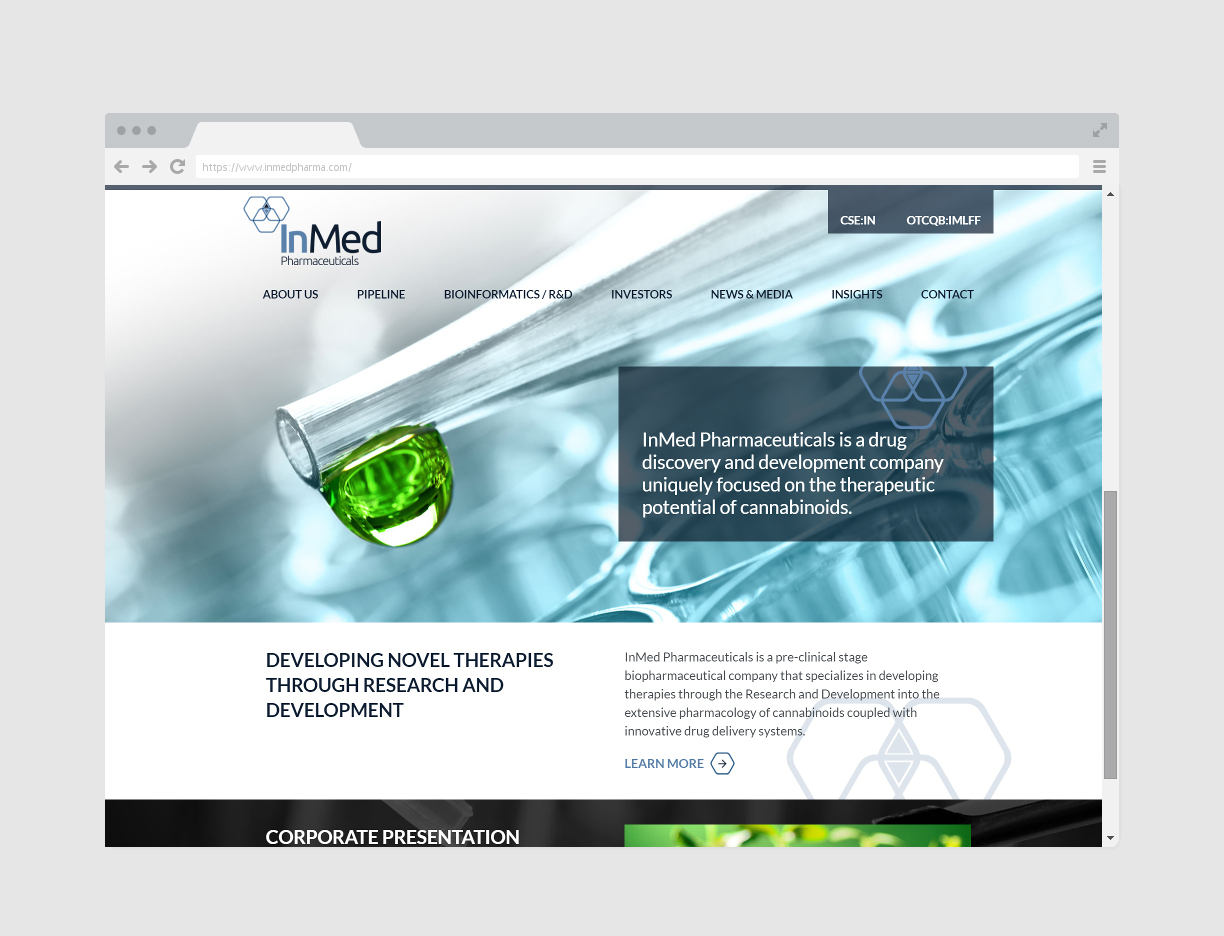 https://www.inmedpharma.com/
CSE:IN OTCQB:IMLFF
InMed
Pharmaceuticals
ABOUT US PIPELINE BIOINFORMATICS / R&D INVESTORS NEWS & MEDIA INSIGHTS CONTACT
InMed Pharmaceuticals is a drug
discovery and development company
uniquely focused on the therapeutic
potential of cannabinoids.
DEVELOPING NOVEL THERAPIES
THROUGH RESEARCH AND
DEVELOPMENT
InMed Pharmaceuticals is a pre-clinical stage
biopharmaceutical company that specializes in developing
therapies through the Research and Development into the
extensive pharmacology of cannabinoids coupled with
innovative drug delivery systems.
LEARN MORE
CORPORATE PRESENTATION